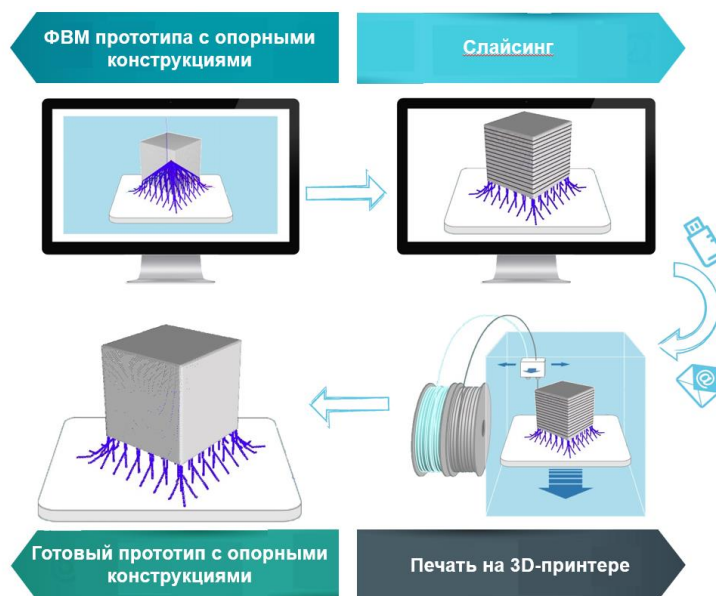 ФВМ прототипа с опорными
конструкциями
Слайсинг
@
Готовый прототип с опорными
конструкциями
Печать на 3D-принтере